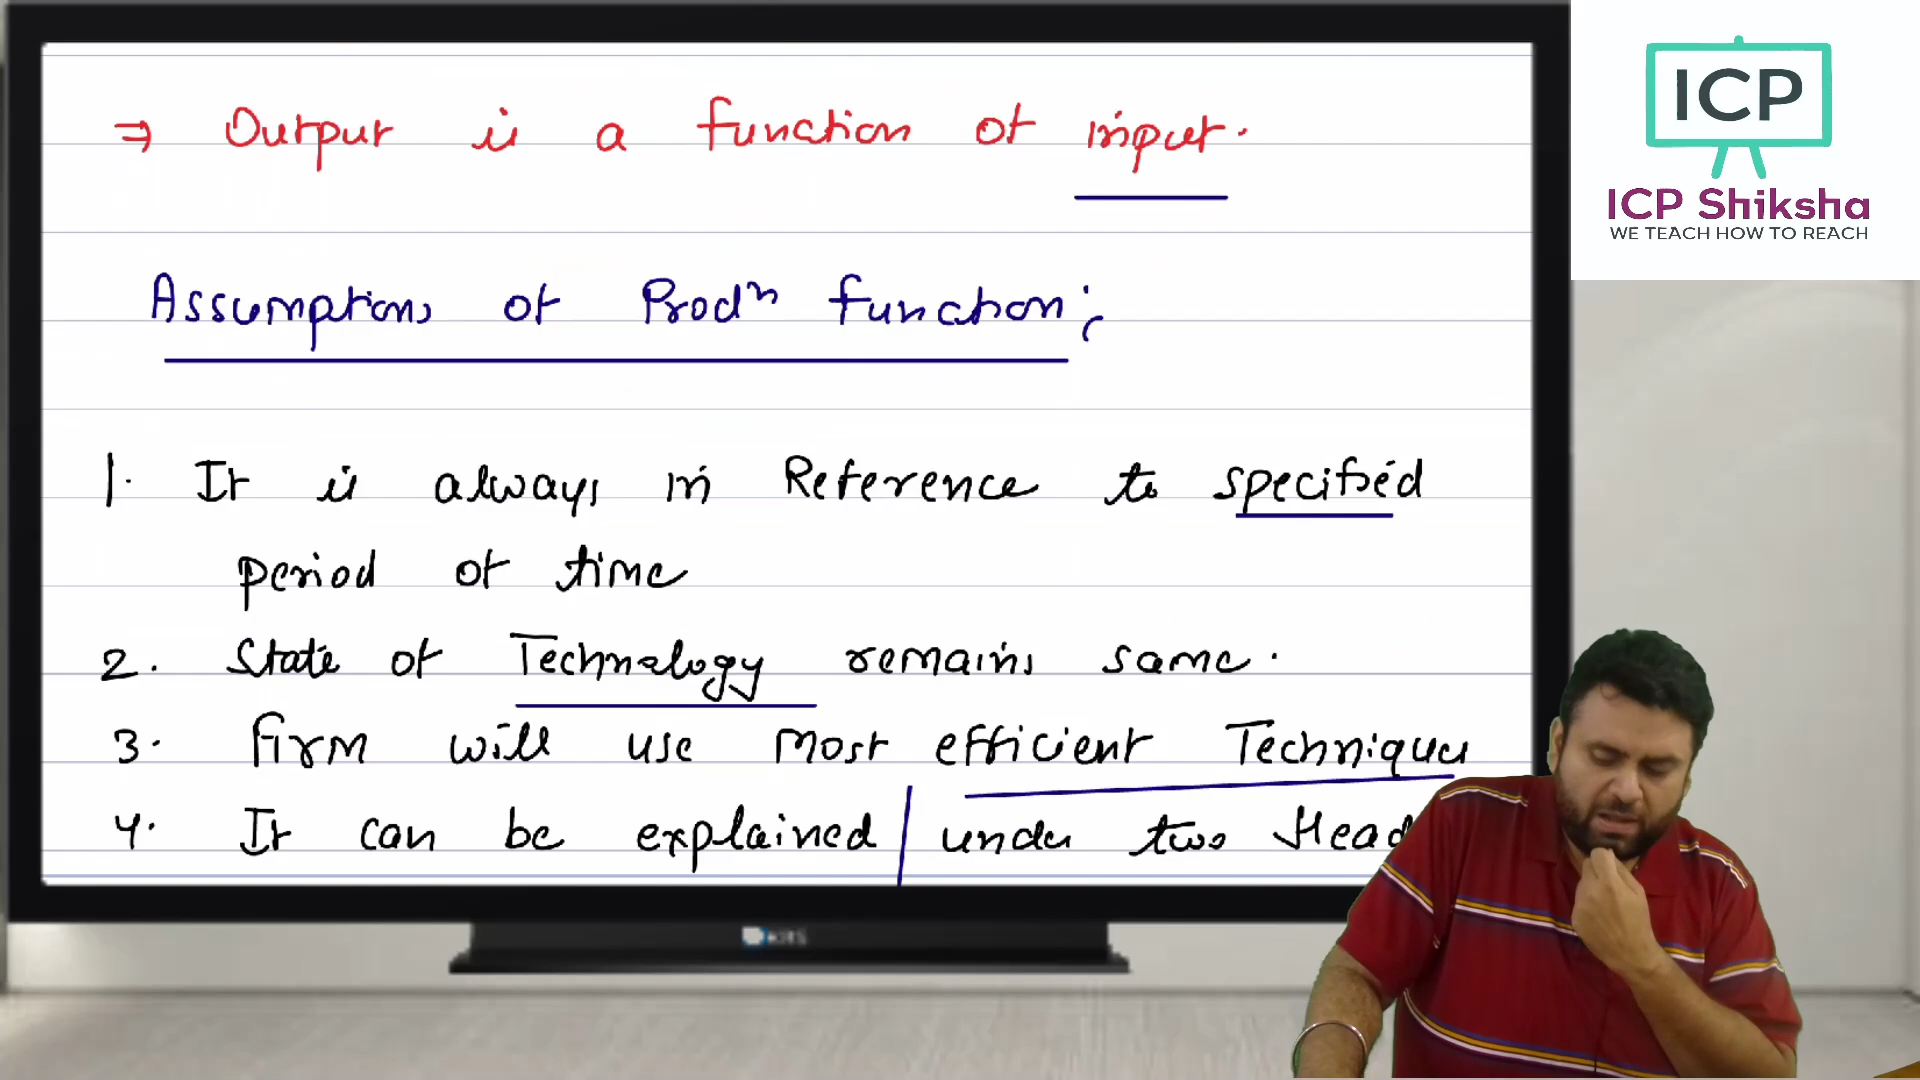 ⇒ Output is a function of input.
Assumptions of Prodⁿ function:
1. It is always in Reference to specified
period of time
2. State of Technology remains same.
3. Firm will use most efficient Techniques
4. It can be explained under two Head
ICP
ICP Shiksha
WE TEACH HOW TO REACH